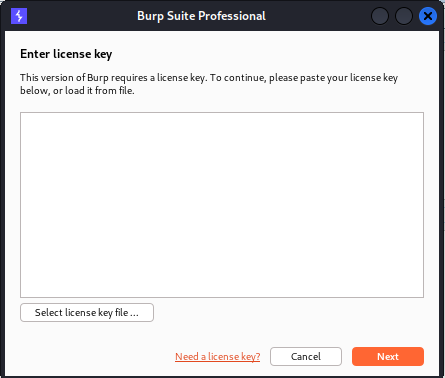 Burp Suite Professional
Enter license key
This version of Burp requires a license key. To continue, please paste your license key
below, or load it from file.
Select license key file ...
Need a license key?
Cancel
Next